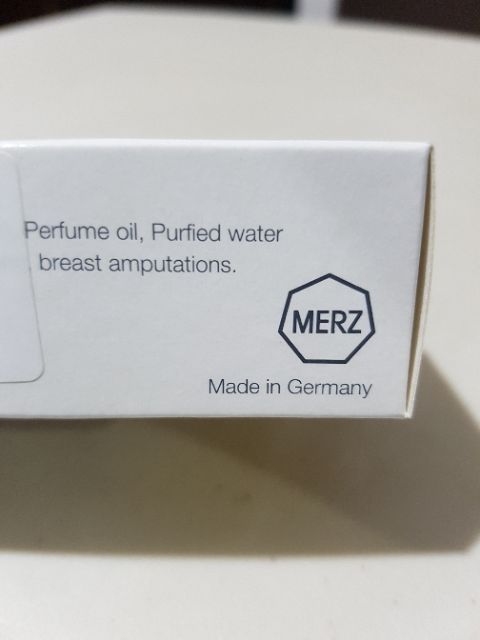 Perfume oil, Purfied water
breast amputations.
MERZ
Made in Germany